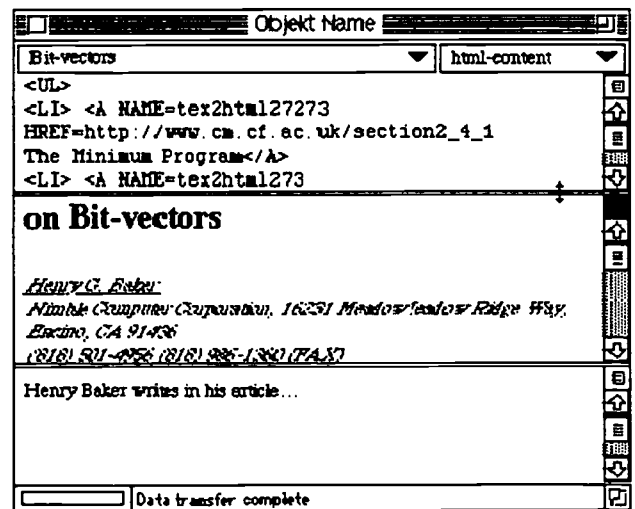 Objekt Name
Bit-vectors html-content
<UL>
<LI> <A NAME=tex2html27273
HREF=http://www.cm.cf.ac.uk/section2_4_1
The Minimum Program</A>
<LI> <A NAME=tex2html273
on Bit-vectors
Henry G. Baker
Nimble Computer Corporation, 16231 Meadow Ridge Way,
Encino, CA 91436
(818) 501-4956 (818) 986-1360 (FAX)
Henry Baker writes in his article...
Data transfer complete